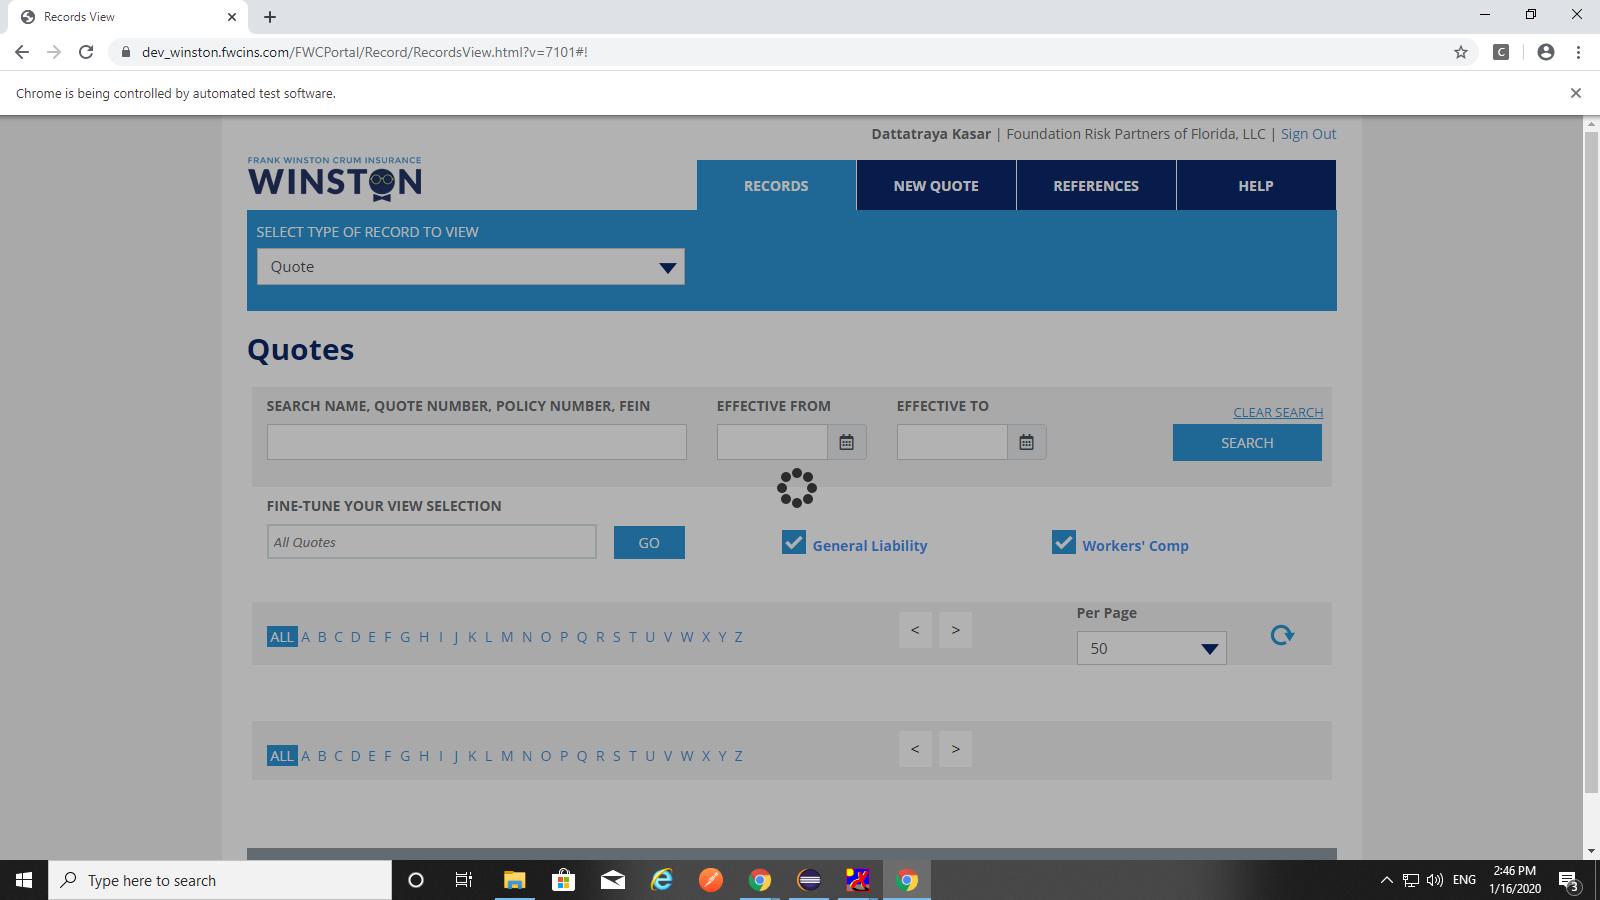 Records View
dev_winston.fwcins.com/FWCPortal/Record/RecordsView.html?v=7101#!
C
Chrome is being controlled by automated test software.
Dattatraya Kasar | Foundation Risk Partners of Florida, LLC | Sign Out
FRANK WINSTON CRUM INSURANCE
WINSTON
RECORDS NEW QUOTE REFERENCES HELP
SELECT TYPE OF RECORD TO VIEW
Quote
Quotes
SEARCH NAME, QUOTE NUMBER, POLICY NUMBER, FEIN EFFECTIVE FROM EFFECTIVE TO CLEAR SEARCH
SEARCH
FINE-TUNE YOUR VIEW SELECTION
All Quotes GO General Liability Workers' Comp
Per Page
ALL A B C D E F G H I J K L M N O P Q R S T U V W X Y Z < > 50
ALL A B C D E F G H I J K L M N O P Q R S T U V W X Y Z < >
Type here to search ENG 2:46 PM
1/16/2020 3